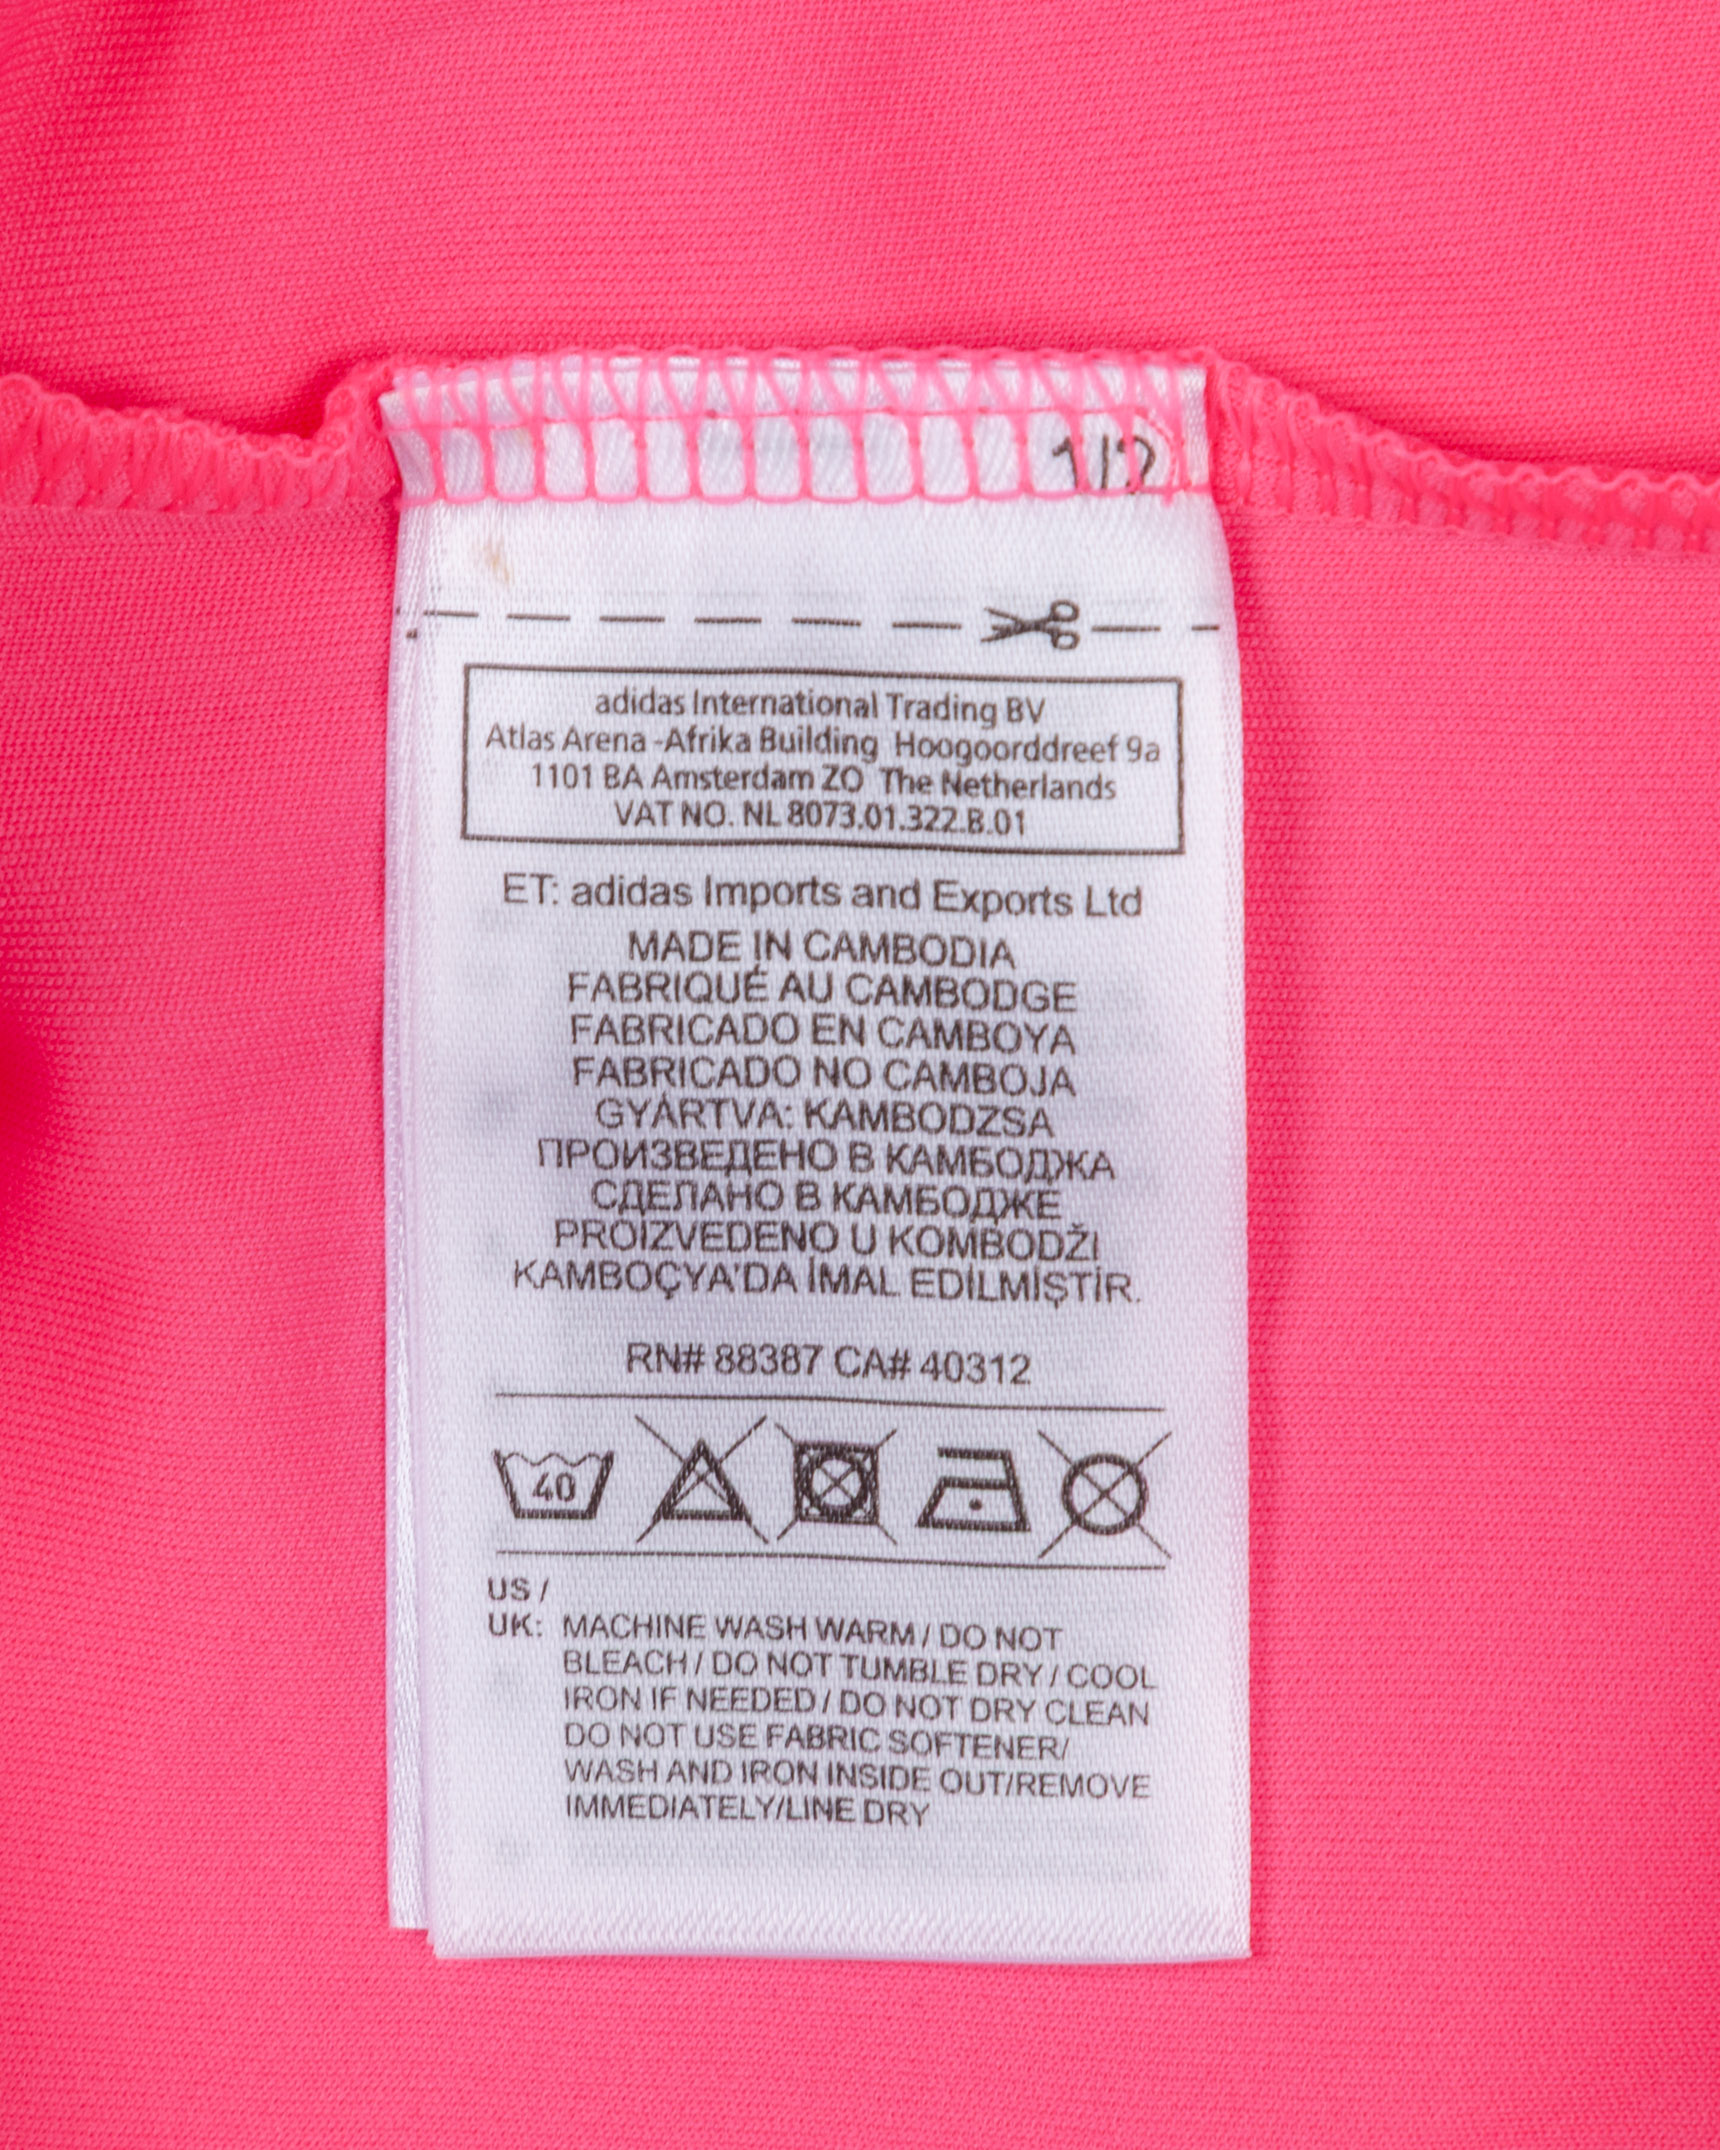 1/2
adidas International Trading BV
Atlas Arena -Afrika Building Hoogoorddreef 9a
1101 BA Amsterdam ZO The Netherlands
VAT NO. NL 8073.01.322.B.01
ET: adidas Imports and Exports Ltd
MADE IN CAMBODIA
FABRIQUÉ AU CAMBODGE
FABRICADO EN CAMBOYA
FABRICADO NO CAMBOJA
GYÁRTVA: KAMBODZSA
ПРОИЗВЕДЕНО В КАМБОДЖА
СДЕЛАНО В КАМБОДЖЕ
PROIZVEDENO U KOMBODŽI
KAMBOÇYA'DA İMAL EDİLMİŞTİR.
RN# 88387 CA# 40312
40
US /
UK: MACHINE WASH WARM / DO NOT
BLEACH / DO NOT TUMBLE DRY / COOL
IRON IF NEEDED / DO NOT DRY CLEAN
DO NOT USE FABRIC SOFTENER/
WASH AND IRON INSIDE OUT/REMOVE
IMMEDIATELY/LINE DRY